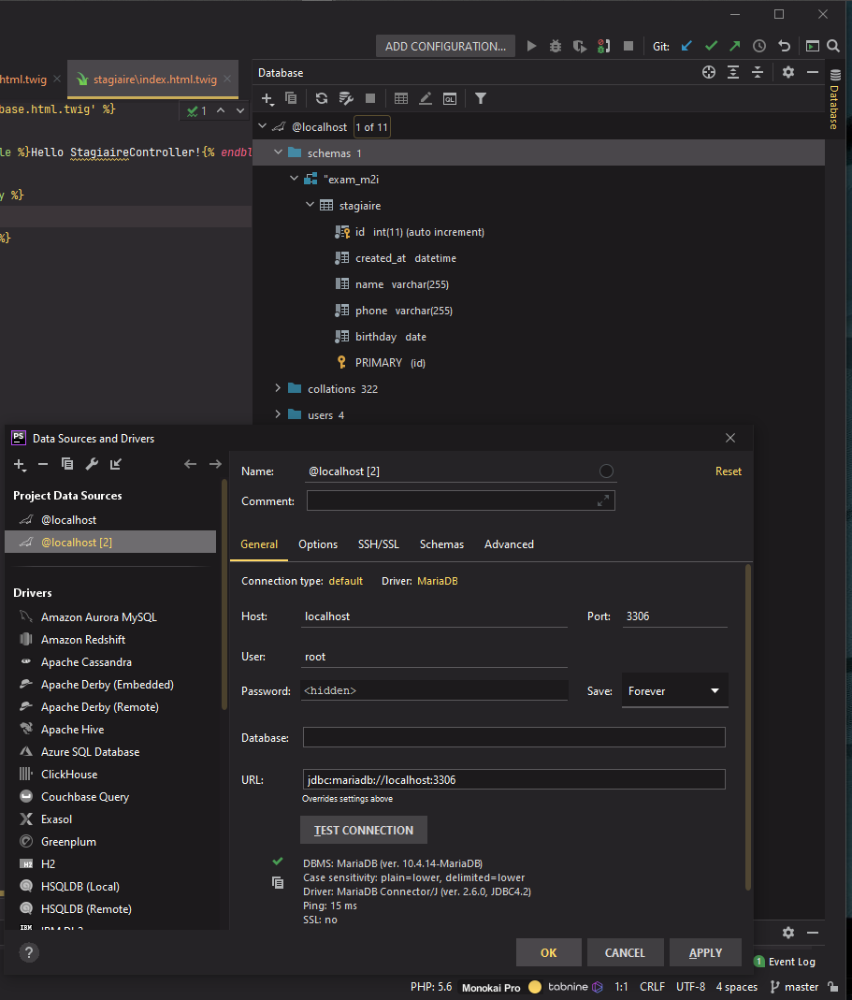 ADD CONFIGURATION...
Git:
html.twig
stagiaire\index.html.twig
Database
base.html.twig' %}
1
le %}Hello StagiaireController!{% endbl
y %}
%}
@localhost 1 of 11
schemas 1
"exam_m2i
stagiaire
id int(11) (auto increment)
created_at datetime
name varchar(255)
phone varchar(255)
birthday date
PRIMARY (id)
collations 322
users 4
Database
PS Data Sources and Drivers
Project Data Sources
@localhost
@localhost [2]
Drivers
Amazon Aurora MySQL
Amazon Redshift
Apache Cassandra
Apache Derby (Embedded)
Apache Derby (Remote)
Apache Hive
Azure SQL Database
ClickHouse
Couchbase Query
Exasol
Greenplum
H2 H2
HSQLDB (Local)
HSQLDB (Remote)
Name: @localhost [2]
Reset
Comment:
General Options SSH/SSL Schemas Advanced
Connection type: default Driver: MariaDB
Host: localhost Port: 3306
User: root
Password: <hidden> Save: Forever
Database:
URL: jdbc:mariadb://localhost:3306
Overrides settings above
TEST CONNECTION
DBMS: MariaDB (ver. 10.4.14-MariaDB)
Case sensitivity: plain=lower, delimited=lower
Driver: MariaDB Connector/J (ver. 2.6.0, JDBC4.2)
Ping: 15 ms
SSL: no
? OK CANCEL APPLY
1 Event Log
PHP: 5.6 Monokai Pro tabnine 1:1 CRLF UTF-8 4 spaces master